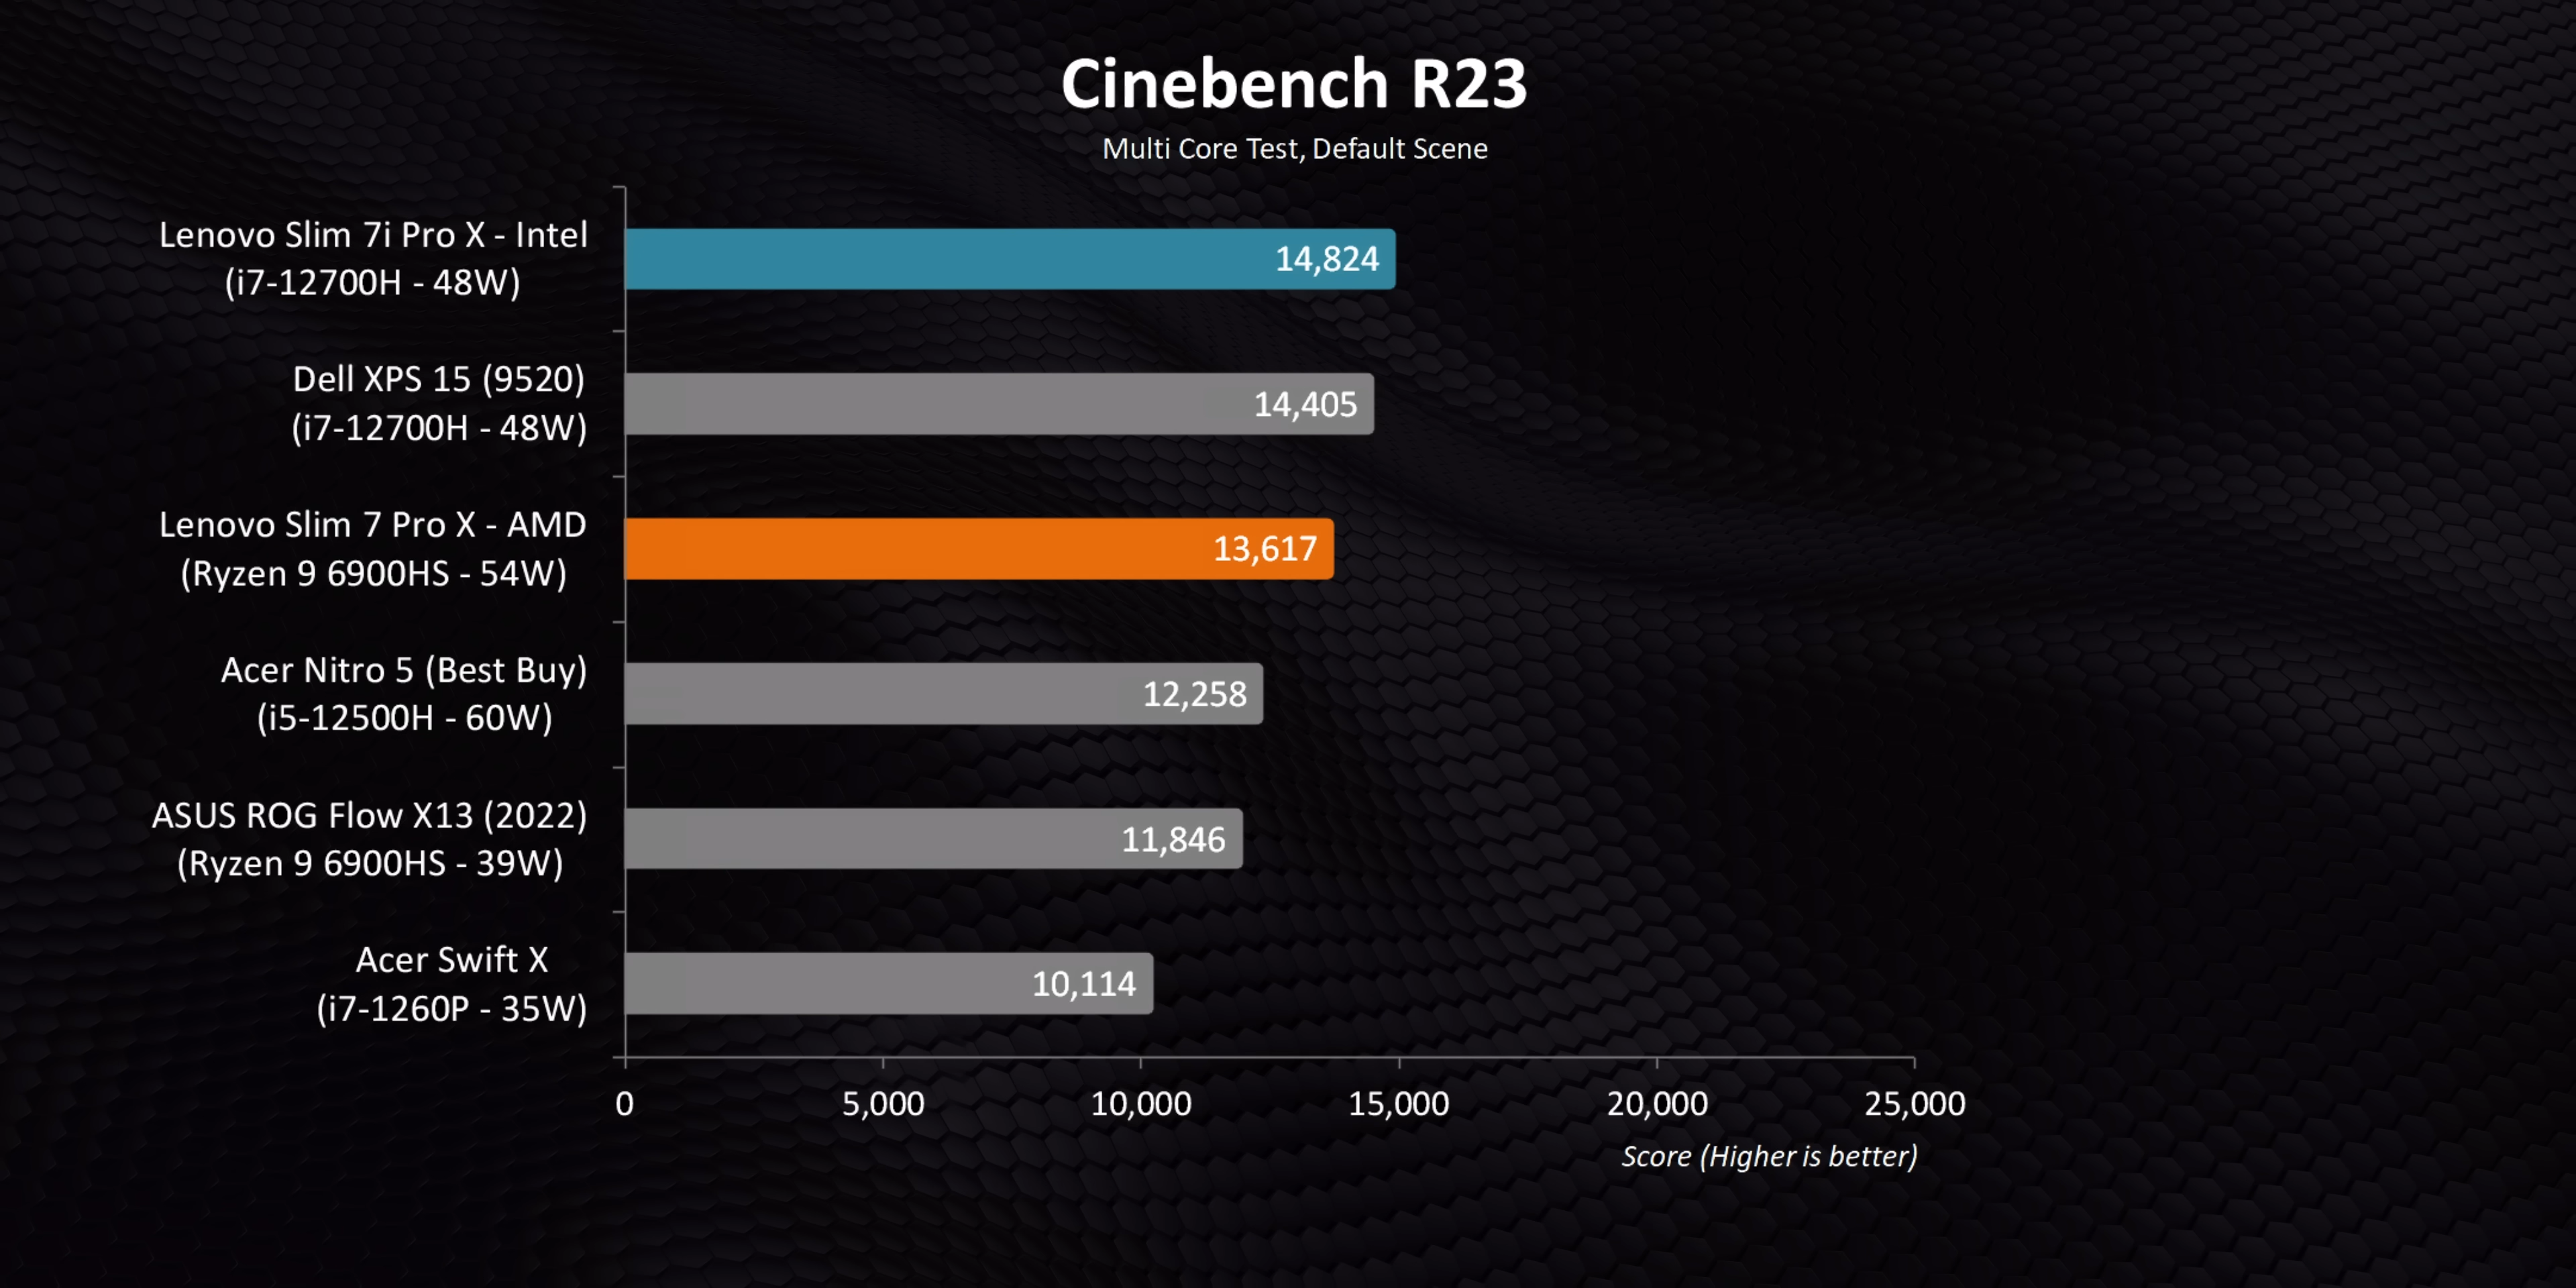 Cinebench R23
Multi Core Test, Default Scene
Lenovo Slim 7i Pro X - Intel
(i7-12700H - 48W)
14,824
Dell XPS 15 (9520)
(i7-12700H - 48W)
14,405
Lenovo Slim 7 Pro X - AMD
(Ryzen 9 6900HS - 54W)
13,617
Acer Nitro 5 (Best Buy)
(i5-12500H - 60W)
12,258
ASUS ROG Flow X13 (2022)
(Ryzen 9 6900HS - 39W)
11,846
Acer Swift X
(i7-1260P - 35W)
10,114
0 5,000 10,000 15,000 20,000 25,000
Score (Higher is better)